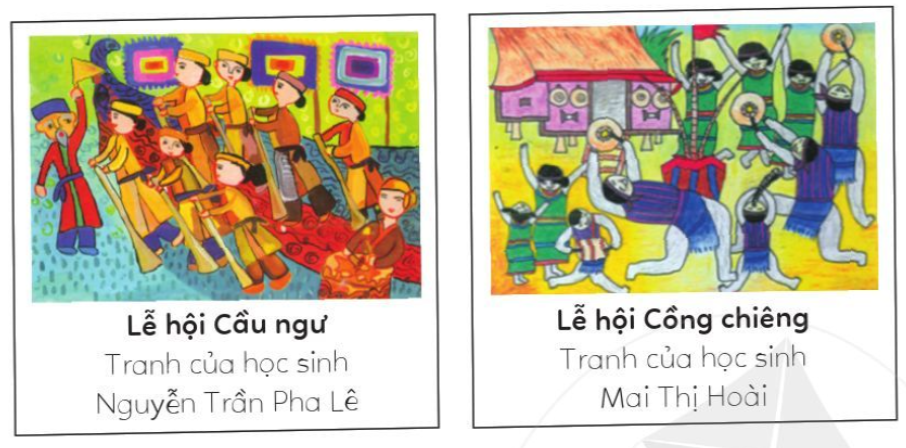 Lễ hội Cầu ngư
Tranh của học sinh
Nguyễn Trần Pha Lê
Lễ hội Cồng chiêng
Tranh của học sinh
Mai Thị Hoài